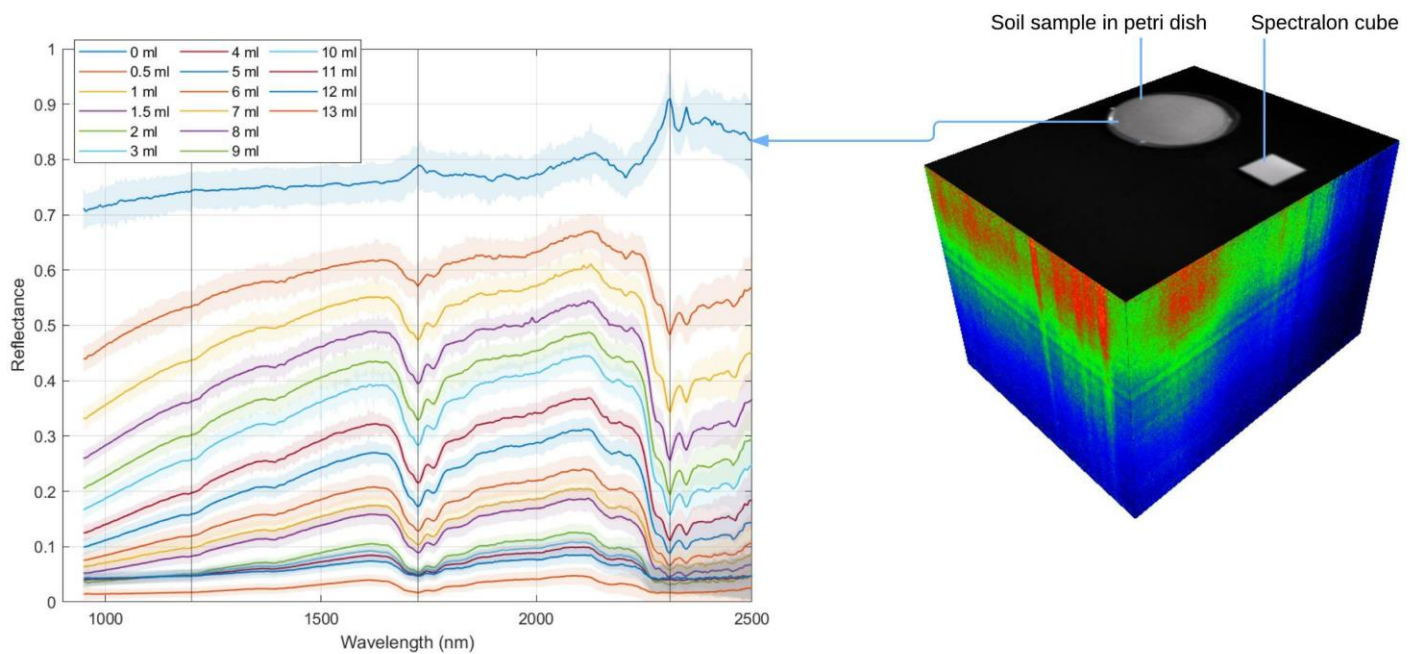 Soil sample in petri dish
Spectralon cube
0 ml 4 ml 10 ml
0.5 ml 5 ml 11 ml
1 ml 6 ml 12 ml
1.5 ml 7 ml 13 ml
2 ml 8 ml
3 ml 9 ml
1
0.9
0.8
0.7
0.6
0.5
0.4
0.3
0.2
0.1
0
Reflectance
1000 1500 2000 2500
Wavelength (nm)